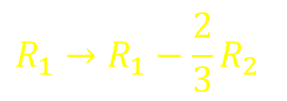 R₁ → R₁ − 2/3 R₂